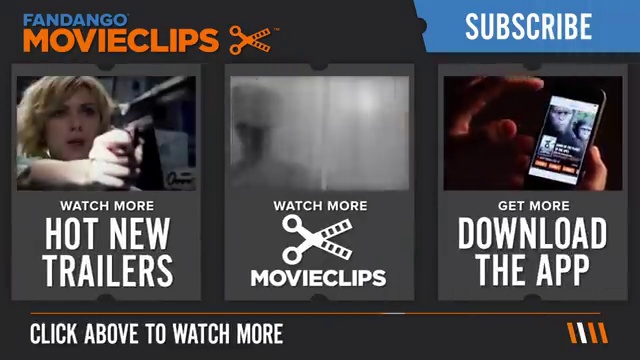 FANDANGO
MOVIECLIPS
SUBSCRIBE
WATCH MORE
HOT NEW
TRAILERS
WATCH MORE
MOVIECLIPS
GET MORE
DOWNLOAD
THE APP
CLICK ABOVE TO WATCH MORE